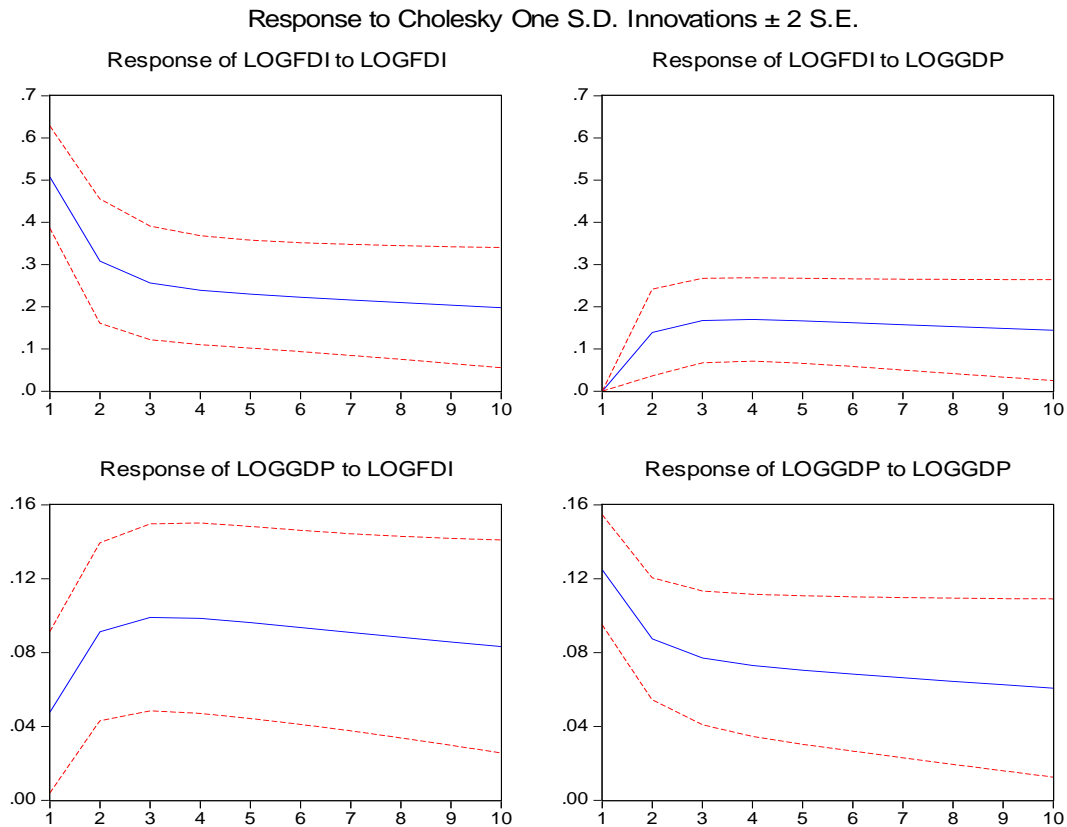 Response to Cholesky One S.D. Innovations ± 2 S.E.
Response of LOGFDI to LOGFDI
.7
.6
.5
.4
.3
.2
.1
.0
1 2 3 4 5 6 7 8 9 10
Response of LOGFDI to LOGGDP
.7
.6
.5
.4
.3
.2
.1
.0
1 2 3 4 5 6 7 8 9 10
Response of LOGGDP to LOGFDI
.16
.12
.08
.04
.00
1 2 3 4 5 6 7 8 9 10
Response of LOGGDP to LOGGDP
.16
.12
.08
.04
.00
1 2 3 4 5 6 7 8 9 10